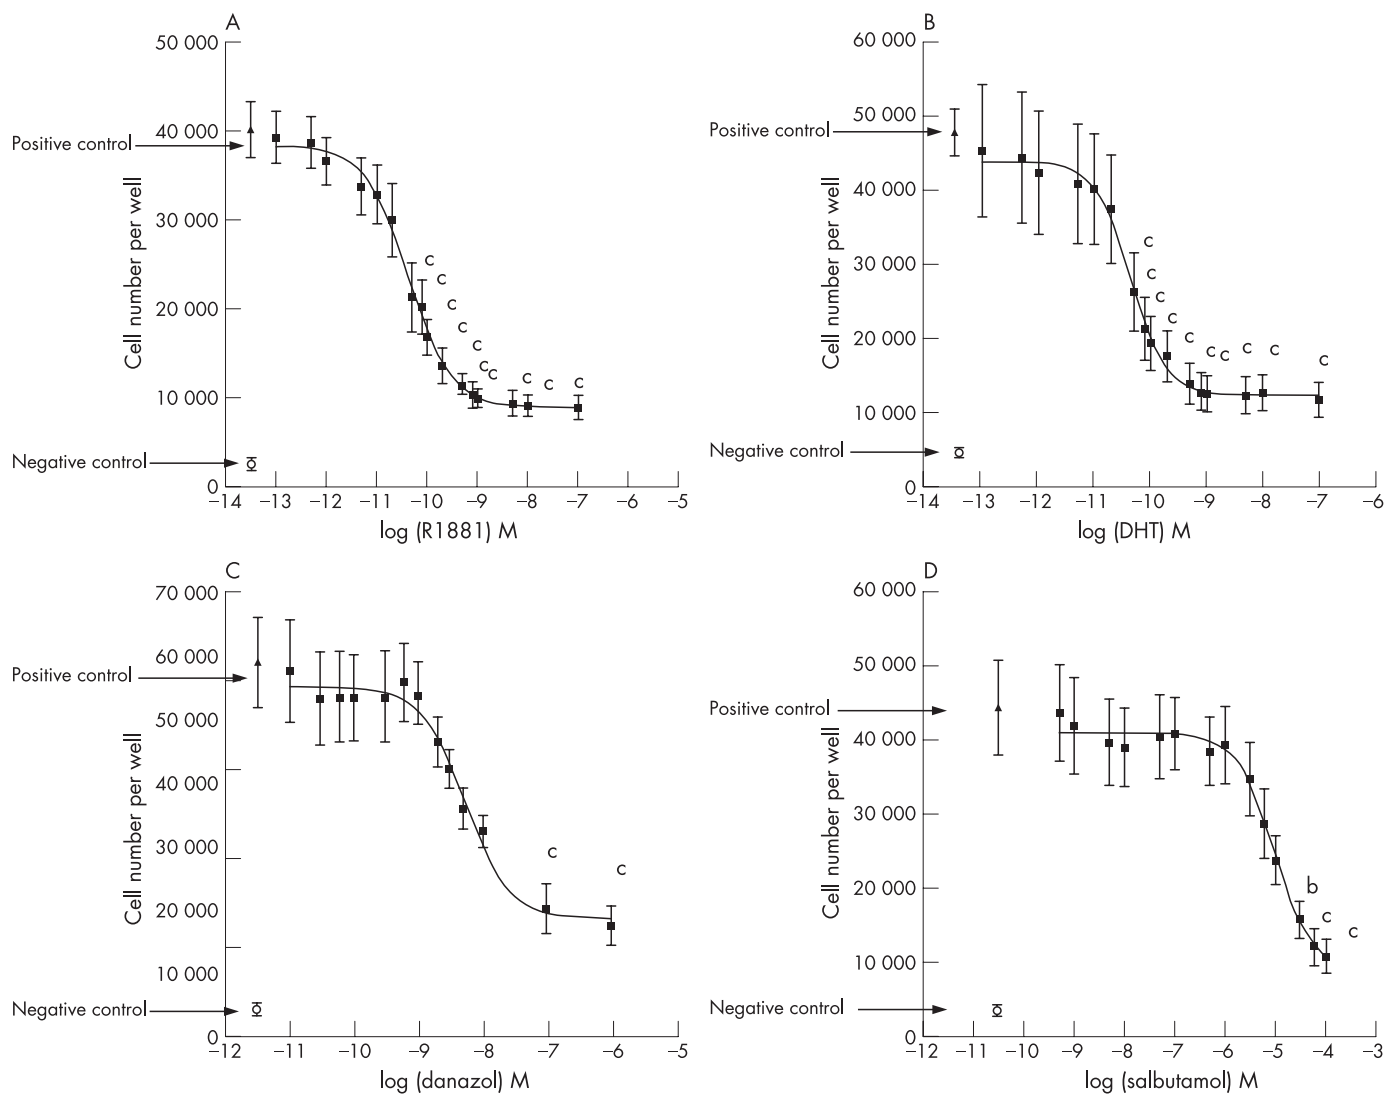 A
50 000
40 000
30 000
20 000
10 000
0
Cell number per well
Positive control
Negative control
c
c
c
c
c
c
c
c
c
c
–14 –13 –12 –11 –10 –9 –8 –7 –6 –5
log (R1881) M
B
60 000
50 000
40 000
30 000
20 000
10 000
0
Cell number per well
Positive control
Negative control
c
c
c
c
c
c
c
c
c
c
–14 –13 –12 –11 –10 –9 –8 –7 –6
log (DHT) M
C
70 000
60 000
50 000
40 000
30 000
20 000
10 000
0
Cell number per well
Positive control
Negative control
c
c
–12 –11 –10 –9 –8 –7 –6 –5
log (danazol) M
D
60 000
50 000
40 000
30 000
20 000
10 000
0
Cell number per well
Positive control
Negative control
b
c
c
–12 –11 –10 –9 –8 –7 –6 –5 –4 –3
log (salbutamol) M